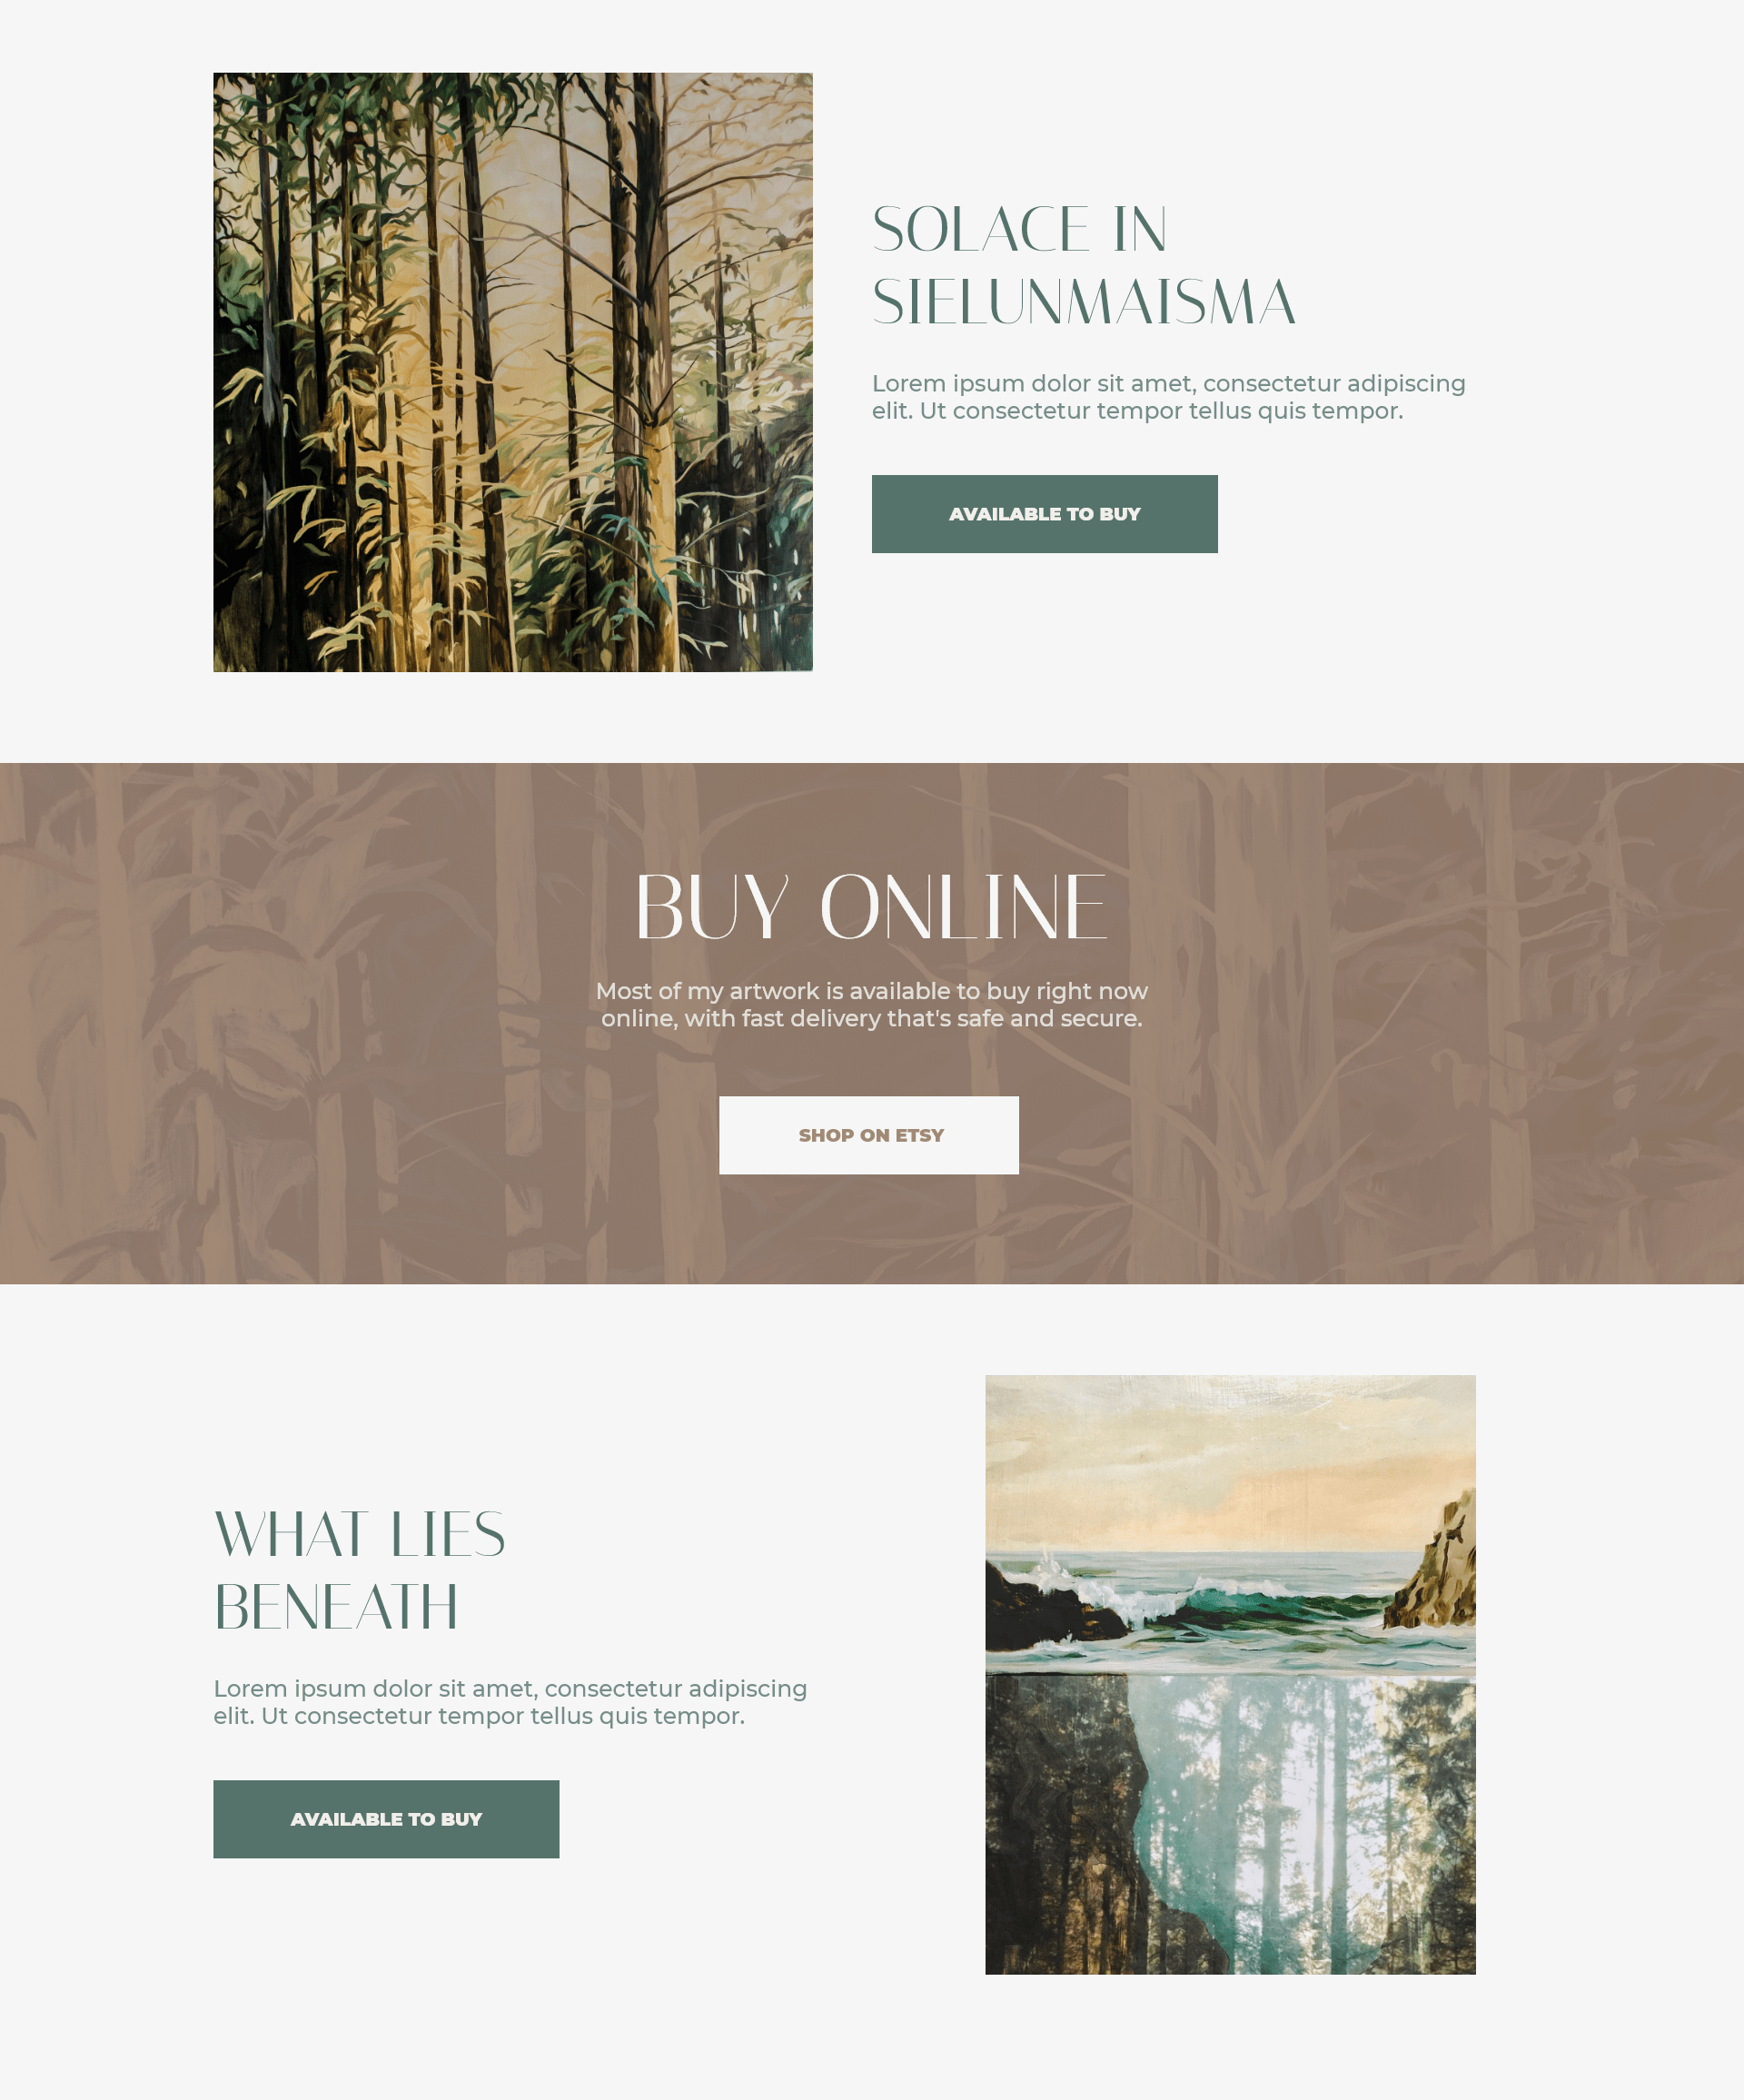 SOLACE IN
SIELUNMAISMA
Lorem ipsum dolor sit amet, consectetur adipiscing
elit. Ut consectetur tempor tellus quis tempor.
AVAILABLE TO BUY
BUY ONLINE
Most of my artwork is available to buy right now
online, with fast delivery that's safe and secure.
SHOP ON ETSY
WHAT LIES
BENEATH
Lorem ipsum dolor sit amet, consectetur adipiscing
elit. Ut consectetur tempor tellus quis tempor.
AVAILABLE TO BUY